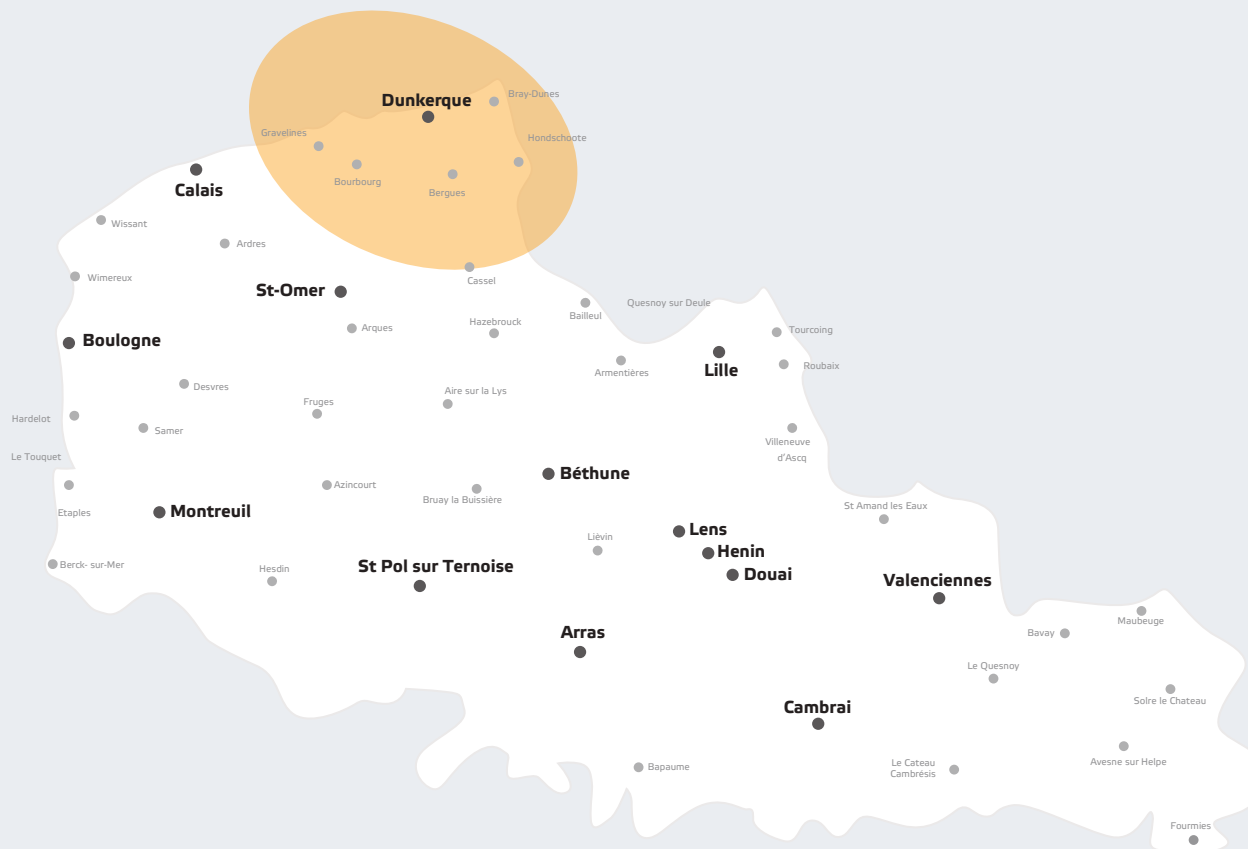 Dunkerque
Bray-Dunes
Gravelines
Hondschoote
Bourbourg
Bergues
Calais
Wissant
Ardres
Wimereux
Cassel
St-Omer
Quesnoy sur Deule
Bailleul
Hazebrouck
Arques
Tourcoing
Boulogne
Roubaix
Lille
Armentières
Desvres
Aire sur la Lys
Fruges
Hardelot
Samer
Villeneuve
d'Ascq
Le Touquet
Béthune
Azincourt
Bruay la Buissière
St Amand les Eaux
Etaples
Montreuil
Lens
Lièvin
Henin
Berck- sur-Mer
Hesdin
St Pol sur Ternoise
Douai
Valenciennes
Maubeuge
Bavay
Arras
Le Quesnoy
Solre le Chateau
Cambrai
Avesne sur Helpe
Le Cateau
Cambrésis
Bapaume
Fourmies